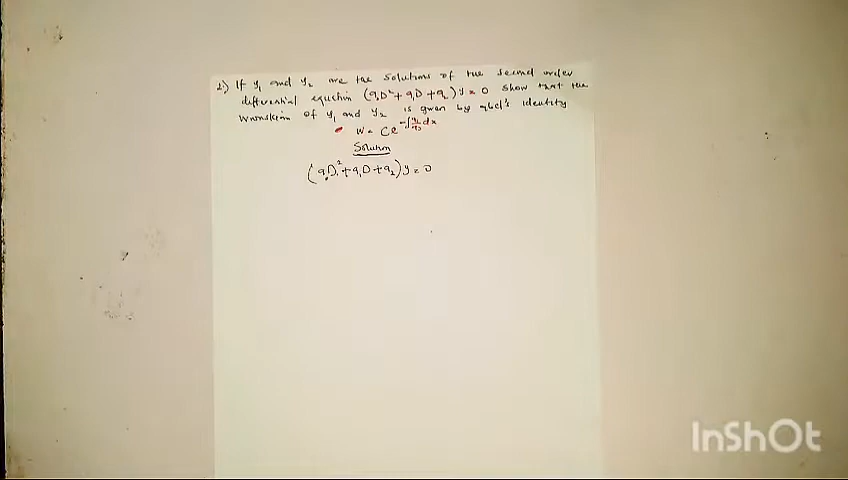 2) If y₁ and y₂ are the solutions of the second order
differential equation (a₀D² + a₁D + a₂) y = 0 show that the
Wronskian of y₁ and y₂ is given by Abel's identity
W = Ce^(-∫(a₁/a₀)dx)
Solution
(a₀D² + a₁D + a₂) y = 0
InShOt